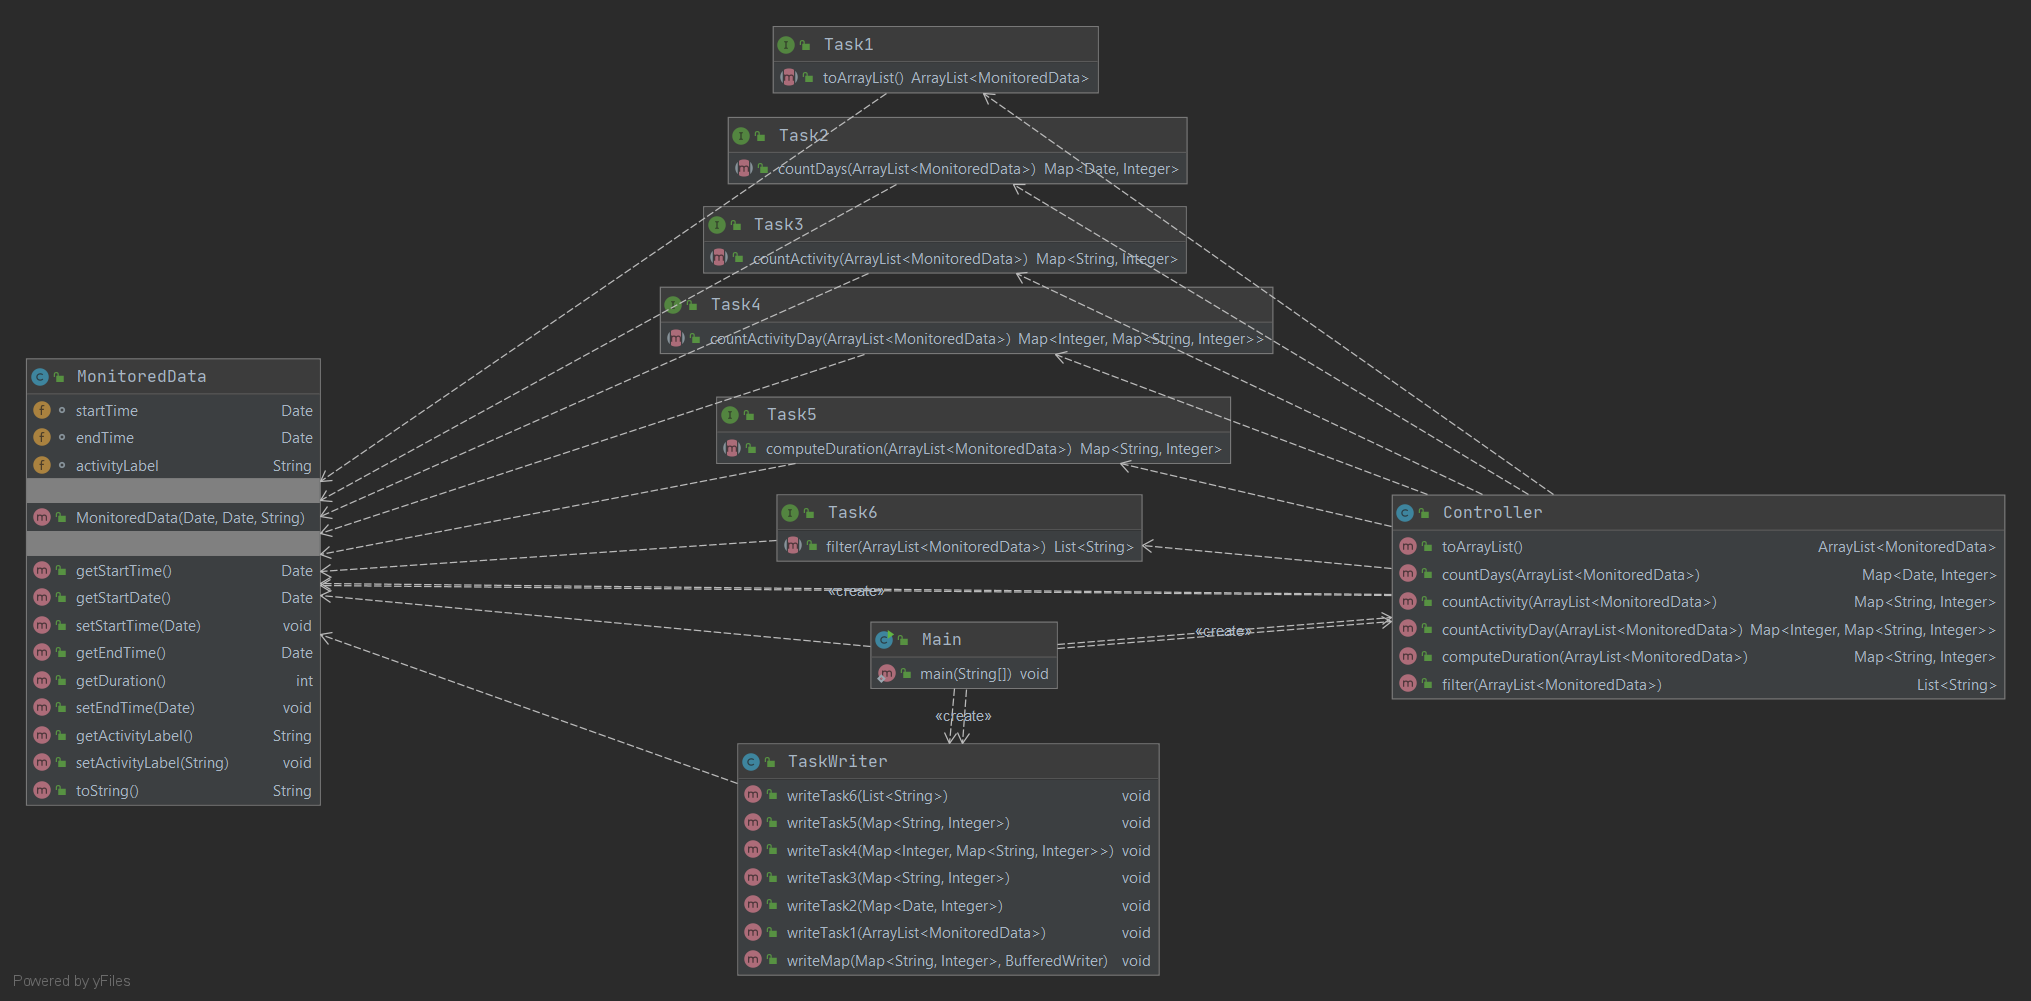 Task1
toArrayList() ArrayList<MonitoredData>
Task2
countDays(ArrayList<MonitoredData>) Map<Date, Integer>
Task3
countActivity(ArrayList<MonitoredData>) Map<String, Integer>
Task4
countActivityDay(ArrayList<MonitoredData>) Map<Integer, Map<String, Integer>>
MonitoredData
startTime Date
endTime Date
activityLabel String
MonitoredData(Date, Date, String)
getStartTime() Date
getStartDate() Date
setStartTime(Date) void
getEndTime() Date
getDuration() int
setEndTime(Date) void
getActivityLabel() String
setActivityLabel(String) void
toString() String
Task5
computeDuration(ArrayList<MonitoredData>) Map<String, Integer>
Task6
filter(ArrayList<MonitoredData>) List<String>
«create»
Controller
toArrayList() ArrayList<MonitoredData>
countDays(ArrayList<MonitoredData>) Map<Date, Integer>
countActivity(ArrayList<MonitoredData>) Map<String, Integer>
countActivityDay(ArrayList<MonitoredData>) Map<Integer, Map<String, Integer>>
computeDuration(ArrayList<MonitoredData>) Map<String, Integer>
filter(ArrayList<MonitoredData>) List<String>
«create»
Main
main(String[]) void
«create»
TaskWriter
writeTask6(List<String>) void
writeTask5(Map<String, Integer>) void
writeTask4(Map<Integer, Map<String, Integer>>) void
writeTask3(Map<String, Integer>) void
writeTask2(Map<Date, Integer>) void
writeTask1(ArrayList<MonitoredData>) void
writeMap(Map<String, Integer>, BufferedWriter) void
Powered by yFiles